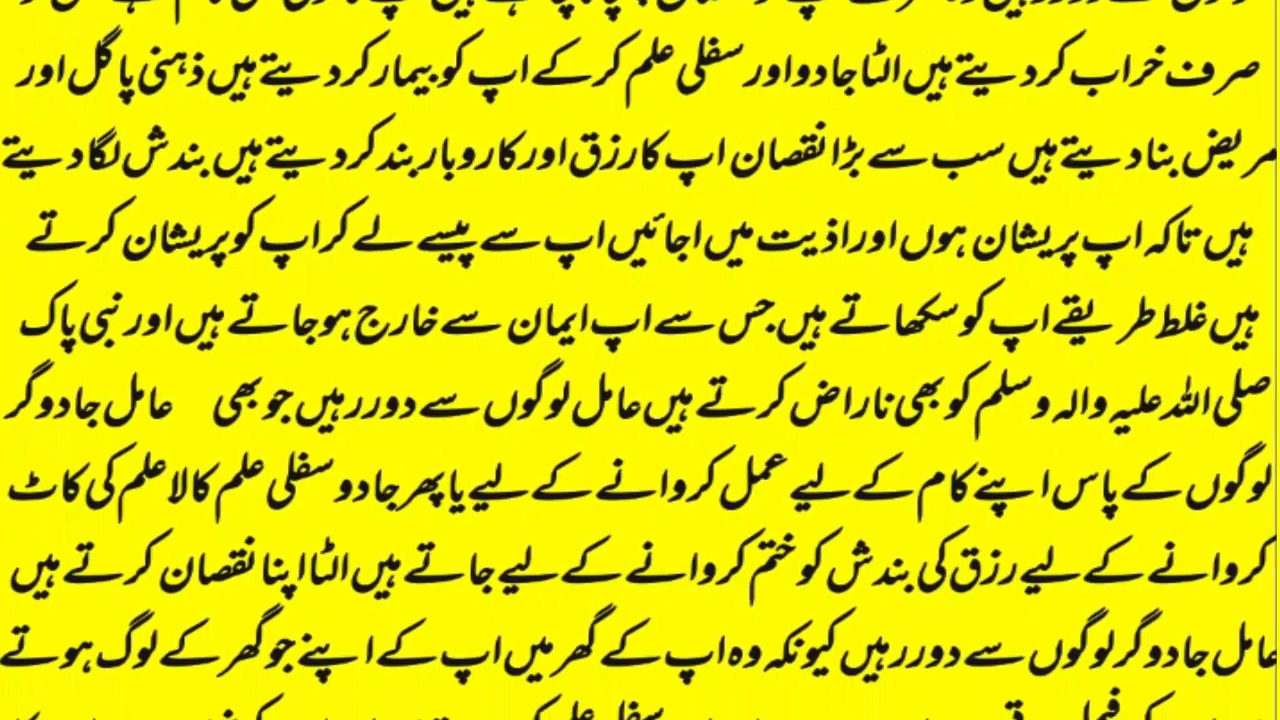 صرف خراب کر دیتے ہیں الٹا جادو اور سفلی علم کر کے اپ کو بیمار کر دیتے ہیں ذہنی پاگل اور
مریض بنا دیتے ہیں سب سے بڑا نقصان اپ کا رزق اور کاروبار بند کر دیتے ہیں بندش لگا دیتے
ہیں تاکہ اپ پریشان ہوں اور اذیت میں اجائیں اپ سے پیسے لے کر اپ کو پریشان کرتے
ہیں غلط طریقے اپ کو سکھاتے ہیں جس سے اپ ایمان سے خارج ہو جاتے ہیں اور نبی پاک
صلی اللہ علیہ والہ وسلم کو بھی ناراض کرتے ہیں عامل لوگوں سے دور رہیں جو بھی عامل جادوگر
لوگوں کے پاس اپنے کام کے لیے عمل کروانے کے لیے یا پھر جادو سفلی علم کالا علم کی کاٹ
کروانے کے لیے رزق کی بندش کو ختم کروانے کے لیے جاتے ہیں الٹا اپنا نقصان کرتے ہیں
عامل جادوگر لوگوں سے دور رہیں کیونکہ وہ اپ کے گھر میں اپ کے اپنے جو گھر کے لوگ ہوتے